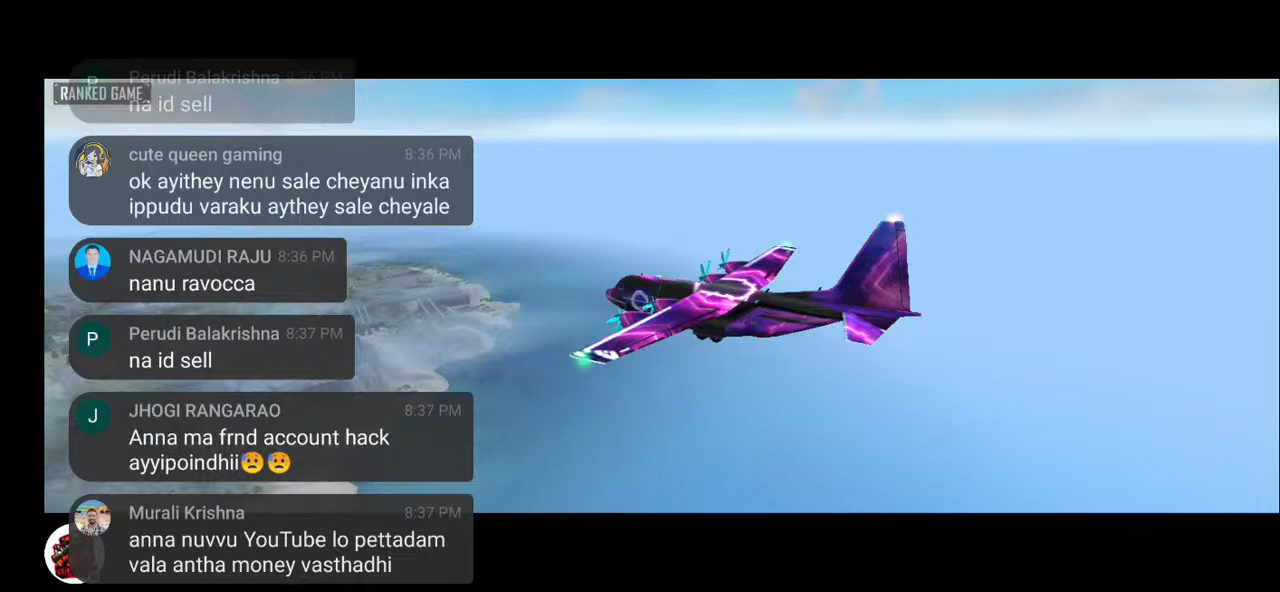 Perudi Balakrishna 8:36 PM
RANKED GAME
na id sell
cute queen gaming 8:36 PM
ok ayithey nenu sale cheyanu inka
ippudu varaku aythey sale cheyale
NAGAMUDI RAJU 8:36 PM
nanu ravocca
P
Perudi Balakrishna 8:37 PM
na id sell
J
JHOGI RANGARAO 8:37 PM
Anna ma frnd account hack
ayyipoindhii😥😥
Murali Krishna 8:37 PM
anna nuvvu YouTube lo pettadam
vala antha money vasthadhi